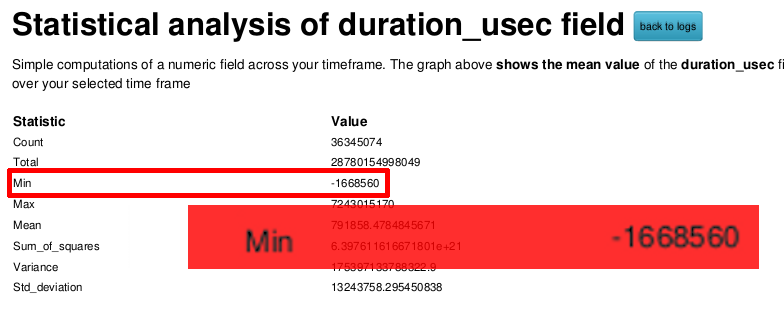 Statistical analysis of duration_usec field back to logs
Simple computations of a numeric field across your timeframe. The graph above shows the mean value of the duration_usec fi
over your selected time frame
Statistic Value
Count 36345074
Total 28780154998049
Min -1668560
Max 7243015170
Mean 791858.4784845671
Sum_of_squares 6.397611616671801e+21
Min -1668560
Variance 175397133788322.9
Std_deviation 13243758.295450838